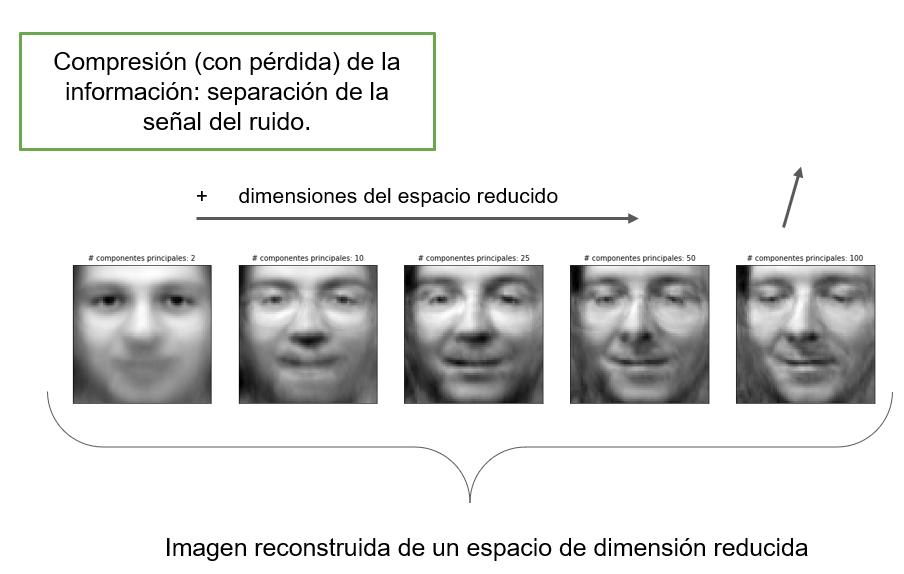 Compresión (con pérdida) de la
información: separación de la
señal del ruido.
+ dimensiones del espacio reducido
# componentes principales: 2
# componentes principales: 10
# componentes principales: 25
# componentes principales: 50
# componentes principales: 100
Imagen reconstruida de un espacio de dimensión reducida